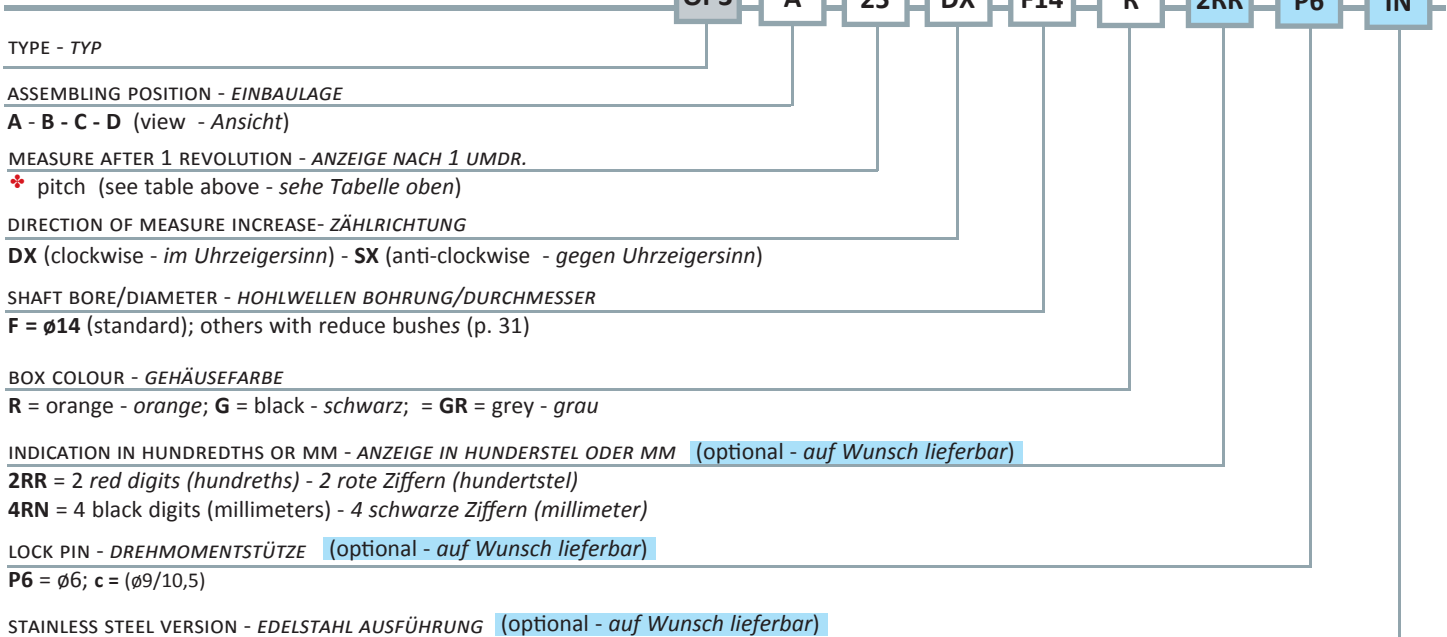 A 25 DX F14 R 2RR P6 IN
TYPE - TYP
ASSEMBLING POSITION - EINBAULAGE
A - B - C - D (view - Ansicht)
MEASURE AFTER 1 REVOLUTION - ANZEIGE NACH 1 UMDR.
✤ pitch (see table above - sehe Tabelle oben)
DIRECTION OF MEASURE INCREASE- ZÄHLRICHTUNG
DX (clockwise - im Uhrzeigersinn) - SX (anti-clockwise - gegen Uhrzeigersinn)
SHAFT BORE/DIAMETER - HOHLWELLEN BOHRUNG/DURCHMESSER
F = ø14 (standard); others with reduce bushes (p. 31)
BOX COLOUR - GEHÄUSEFARBE
R = orange - orange; G = black - schwarz; = GR = grey - grau
INDICATION IN HUNDREDTHS OR MM - ANZEIGE IN HUNDERSTEL ODER MM (optional - auf Wunsch lieferbar)
2RR = 2 red digits (hundreths) - 2 rote Ziffern (hundertstel)
4RN = 4 black digits (millimeters) - 4 schwarze Ziffern (millimeter)
LOCK PIN - DREHMOMENTSTÜTZE (optional - auf Wunsch lieferbar)
P6 = ø6; c = (ø9/10,5)
STAINLESS STEEL VERSION - EDELSTAHL AUSFÜHRUNG (optional - auf Wunsch lieferbar)